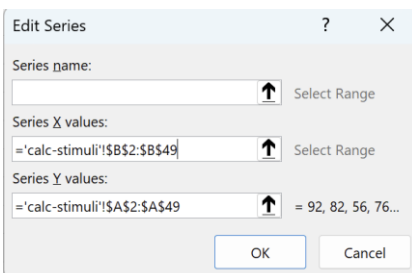 Edit Series ? ×
Series name:
Select Range
Series X values:
='calc-stimuli'!$B$2:$B$49 Select Range
Series Y values:
='calc-stimuli'!$A$2:$A$49 = 92, 82, 56, 76...
OK Cancel